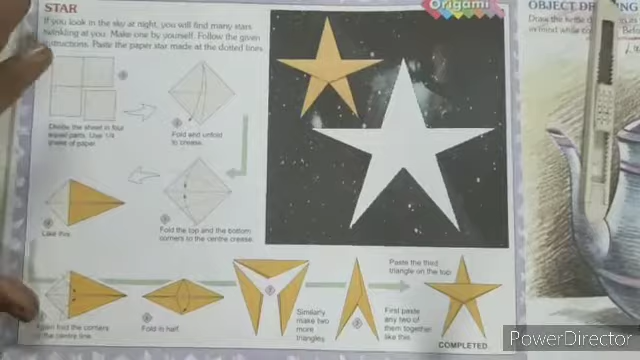 STAR
Origami
If you look in the sky at night, you will find many stars
twinkling at you. Make one by yourself. Follow the given
instructions. Paste the paper star made at the dotted lines.
Divide the sheet in four
equal parts. Use 1/4
sheet of paper.
Fold and unfold
to crease.
Fold the top and the bottom
corners to the centre crease.
Like this.
Again fold the corners
to the centre line.
Fold in half.
Similarly
make two
more
triangles.
First paste
any two of
them together
like this.
Paste the third
triangle on the top.
COMPLETED.
OBJECT
Draw the kettle
in most
PowerDirector